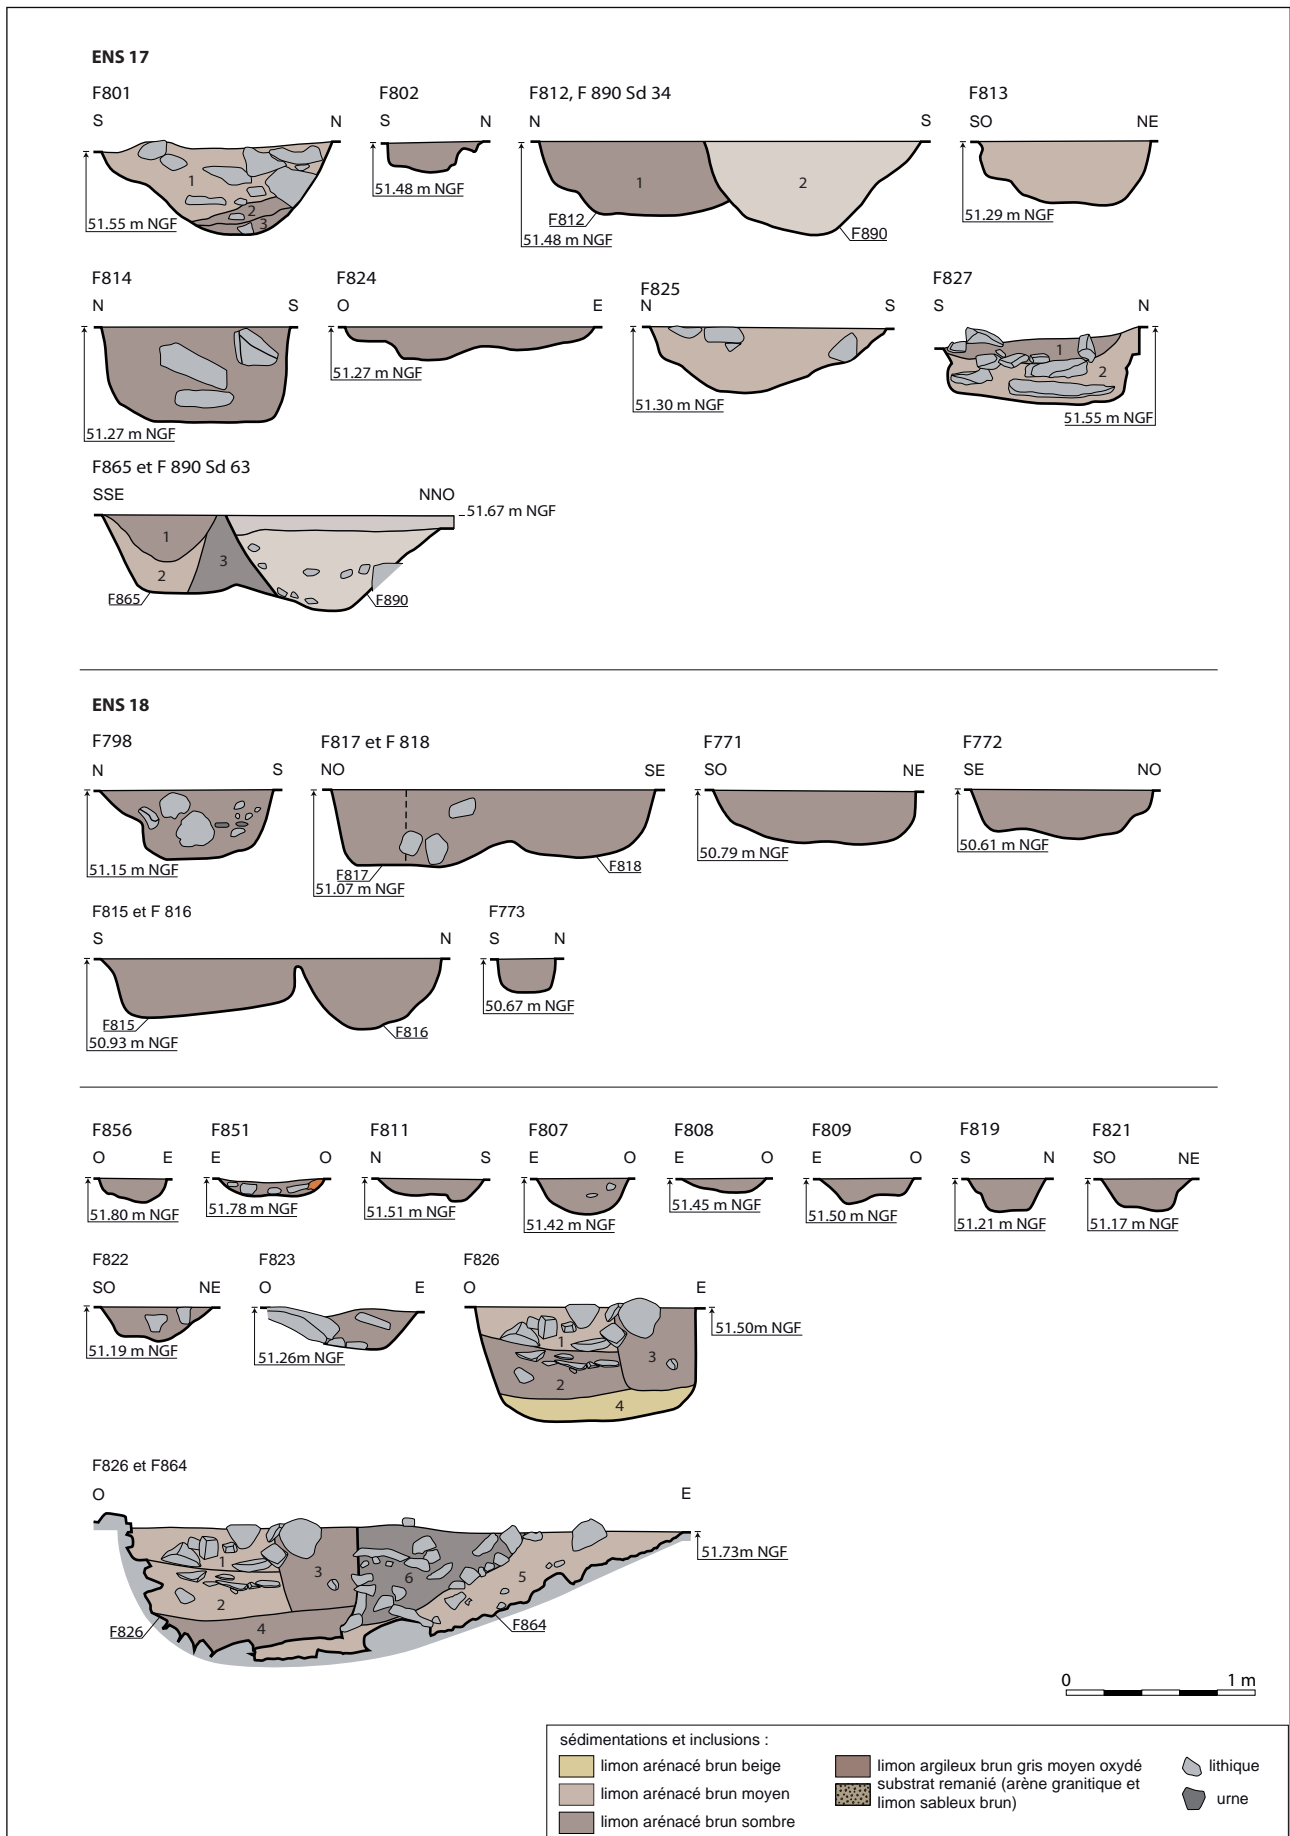 ENS 17
F801
S N
1
2
3
51.55 m NGF
F802
S N
51.48 m NGF
F812, F 890 Sd 34
N S
1
2
F812
F890
51.48 m NGF
F813
SO NE
51.29 m NGF
F814
N S
51.27 m NGF
F824
O E
51.27 m NGF
F825
N S
51.30 m NGF
F827
S N
1
2
51.55 m NGF
F865 et F 890 Sd 63
SSE NNO
51.67 m NGF
1
2
3
F865
F890
ENS 18
F798
N S
51.15 m NGF
F817 et F 818
NO SE
F817
F818
51.07 m NGF
F771
SO NE
50.79 m NGF
F772
SE NO
50.61 m NGF
F815 et F 816
S N
F815
F816
50.93 m NGF
F773
S N
50.67 m NGF
F856
O E
51.80 m NGF
F851
E O
51.78 m NGF
F811
N S
51.51 m NGF
F807
E O
51.42 m NGF
F808
E O
51.45 m NGF
F809
E O
51.50 m NGF
F819
S N
51.21 m NGF
F821
SO NE
51.17 m NGF
F822
SO NE
51.19 m NGF
F823
O E
51.26m NGF
F826
O E
51.50m NGF
1
2
3
4
F826 et F864
O E
51.73m NGF
1
2
3
4
5
6
F826
F864
0 1 m
sédimentations et inclusions :
limon arénacé brun beige
limon arénacé brun moyen
limon arénacé brun sombre
limon argileux brun gris moyen oxydé
substrat remanié (arène granitique et
limon sableux brun)
lithique
urne